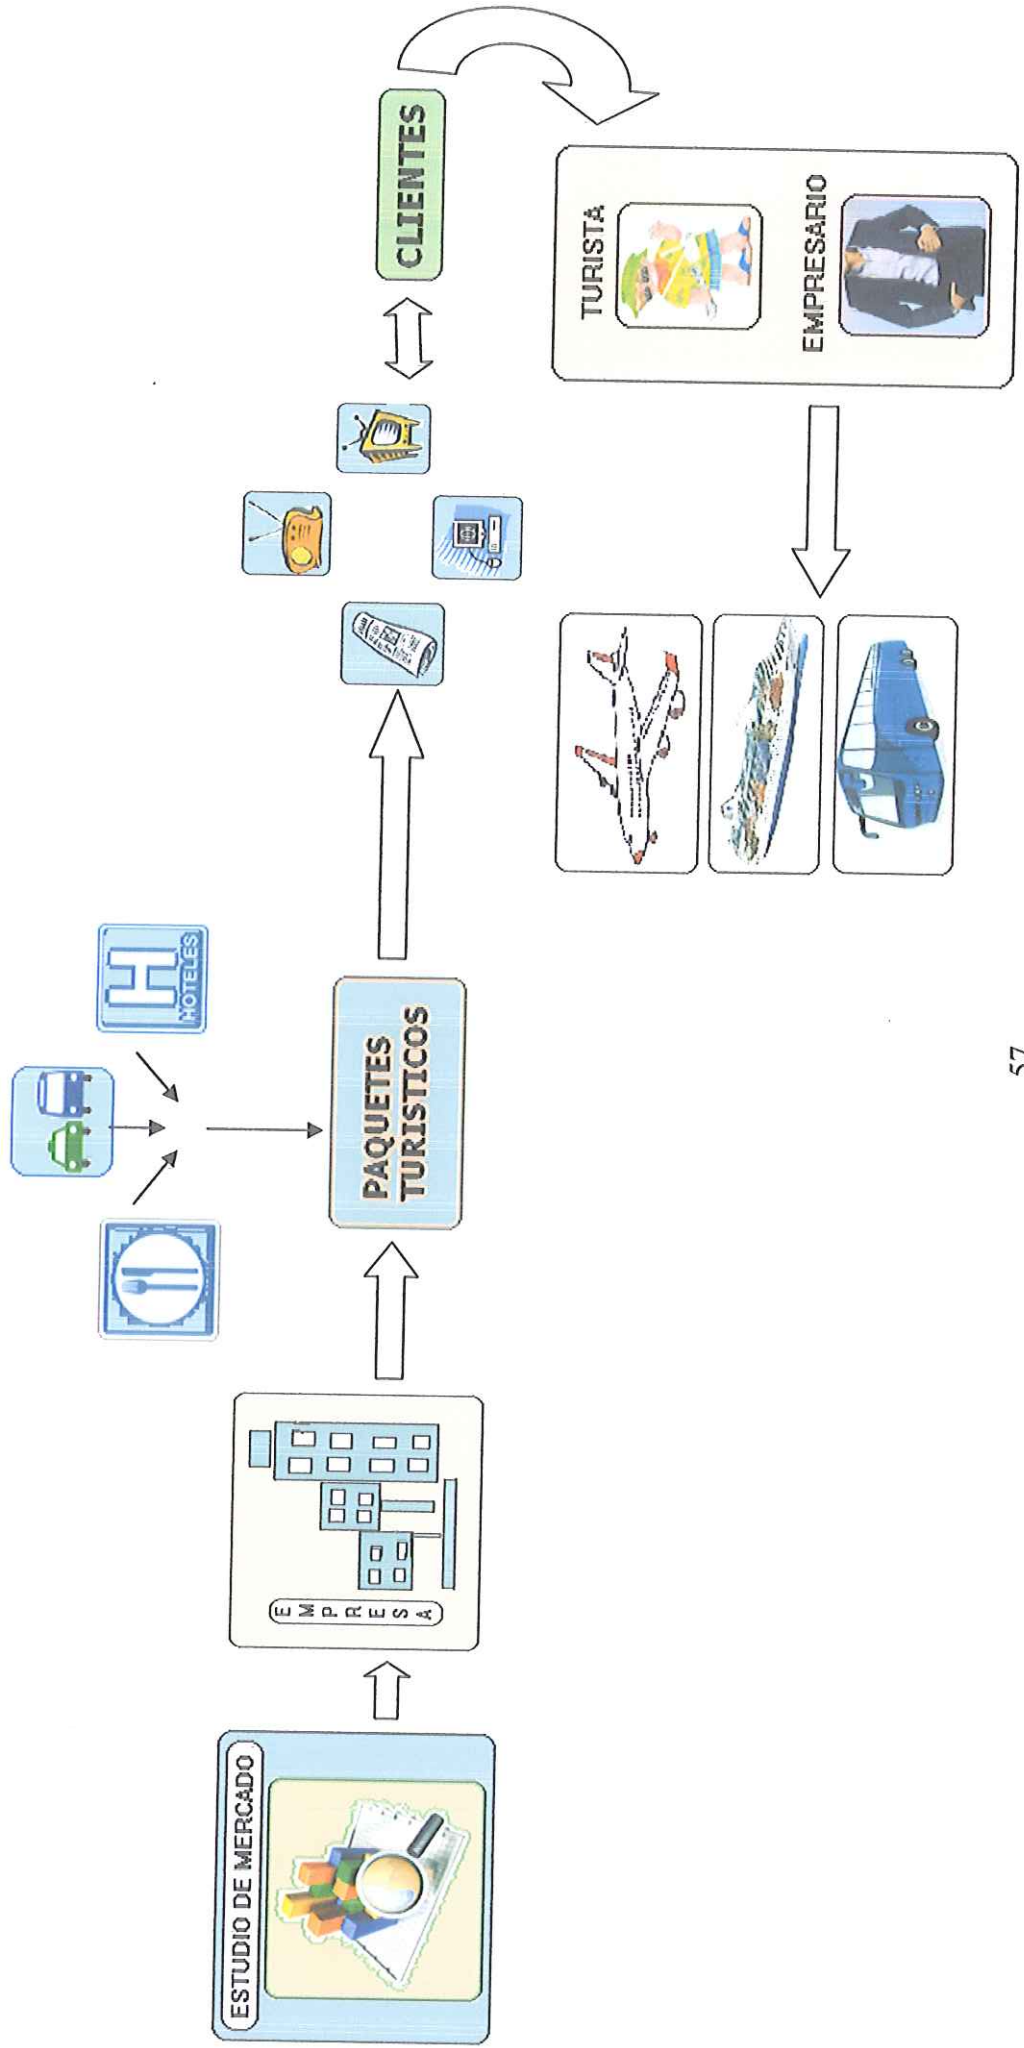 ESTUDIO DE MERCADO
EMPRESA
HOTELES
PAQUETES
TURISTICOS
CLIENTES
TURISTA
EMPRESARIO
57